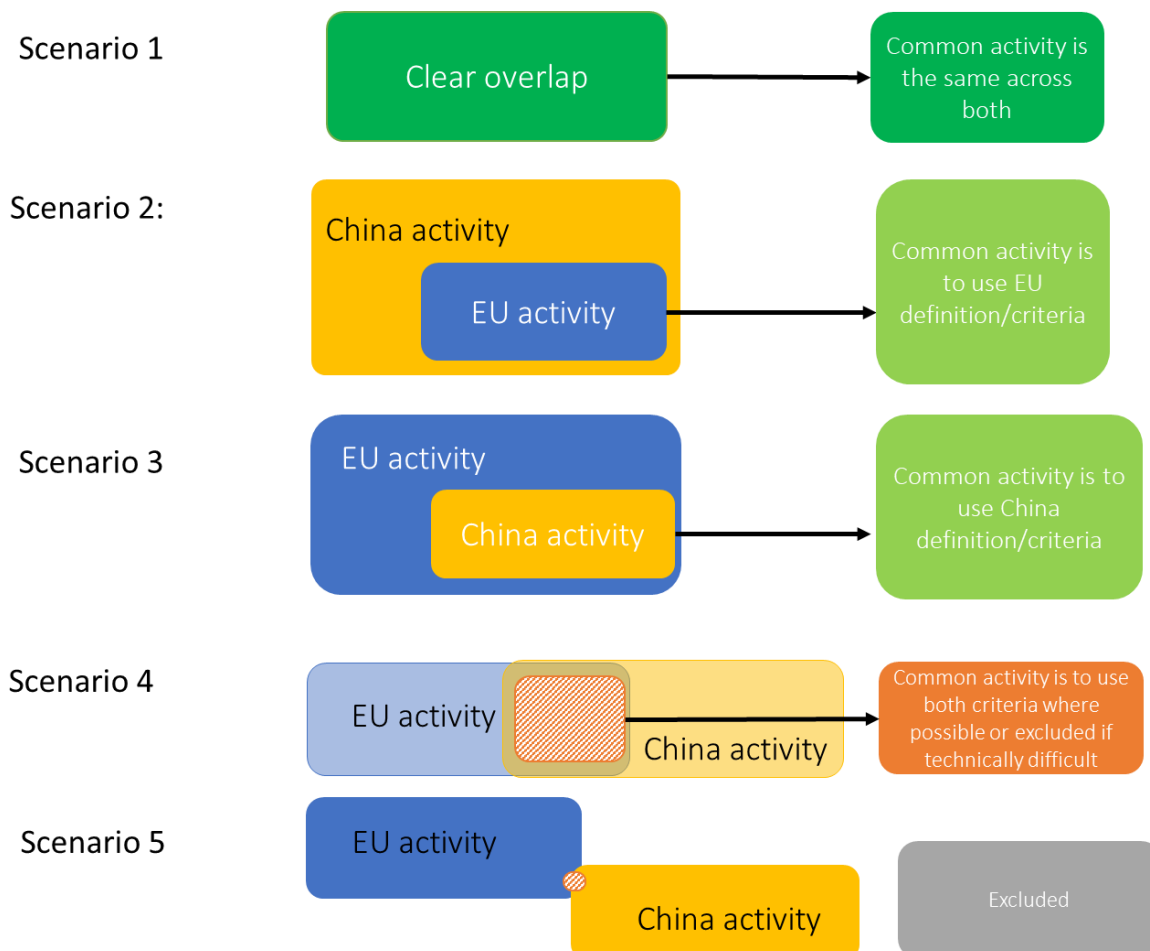 Scenario 1
Clear overlap
Common activity is
the same across
both
Scenario 2:
China activity
EU activity
Common activity is
to use EU
definition/criteria
Scenario 3
EU activity
China activity
Common activity is to
use China
definition/criteria
Scenario 4
EU activity
China activity
Common activity is to use
both criteria where
possible or excluded if
technically difficult
Scenario 5
EU activity
China activity
Excluded